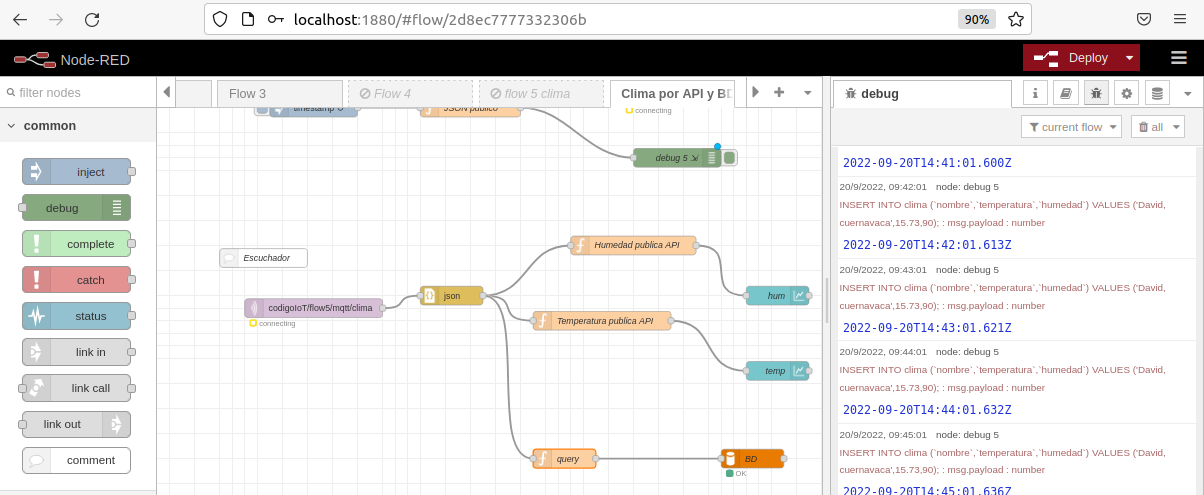 localhost:1880/#flow/2d8ec7777332306b
90%
Node-RED
Deploy
filter nodes
Flow 3
Flow 4
flow 5 clima
Clima por API y BD
debug
current flow
all
common
inject
debug
complete
catch
status
link in
link call
link out
comment
timestamp
JSON publico
connecting
debug 5
Escuchador
Humedad publica API
codigoIoT/flow5/mqtt/clima
connecting
json
hum
Temperatura publica API
temp
query
BD
OK
2022-09-20T14:41:01.600Z
20/9/2022, 09:42:01 node: debug 5
INSERT INTO clima (`nombre`,`temperatura`,`humedad`) VALUES ('David,
cuernavaca',15.73,90); : msg.payload : number
2022-09-20T14:42:01.613Z
20/9/2022, 09:43:01 node: debug 5
INSERT INTO clima (`nombre`,`temperatura`,`humedad`) VALUES ('David,
cuernavaca',15.73,90); : msg.payload : number
2022-09-20T14:43:01.621Z
20/9/2022, 09:44:01 node: debug 5
INSERT INTO clima (`nombre`,`temperatura`,`humedad`) VALUES ('David,
cuernavaca',15.73,90); : msg.payload : number
2022-09-20T14:44:01.632Z
20/9/2022, 09:45:01 node: debug 5
INSERT INTO clima (`nombre`,`temperatura`,`humedad`) VALUES ('David,
cuernavaca',15.73,90); : msg.payload : number
2022-09-20T14:45:01.636Z